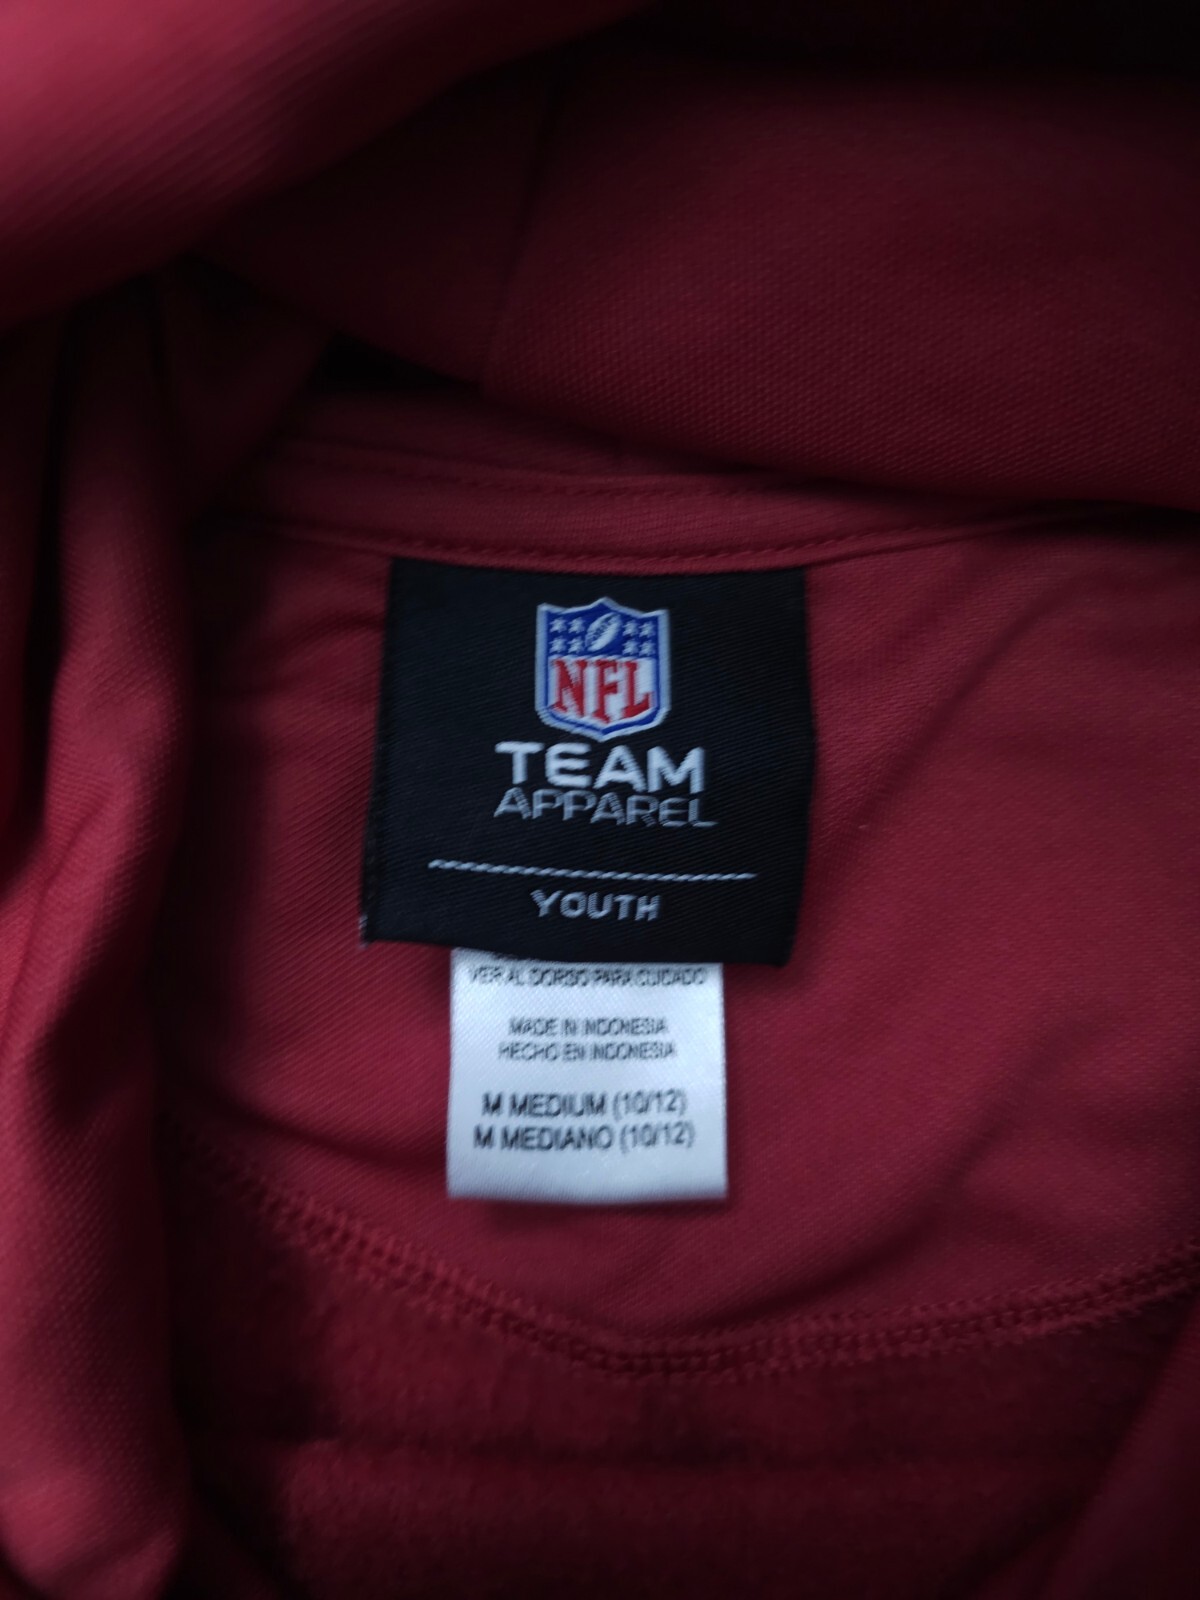 NFL
TEAM
APPAREL
YOUTH
VER AL DORSO PARA CUIDADO
MADE IN INDONESIA
HECHO EN INDONESIA
M MEDIUM (10/12)
M MEDIANO (10/12)